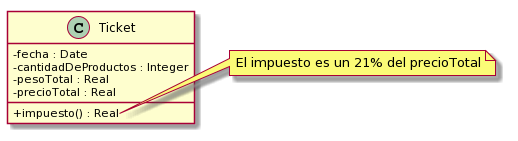 C Ticket
-fecha : Date
-cantidadDeProductos : Integer
-pesoTotal : Real
-precioTotal : Real
+impuesto() : Real
El impuesto es un 21% del precioTotal